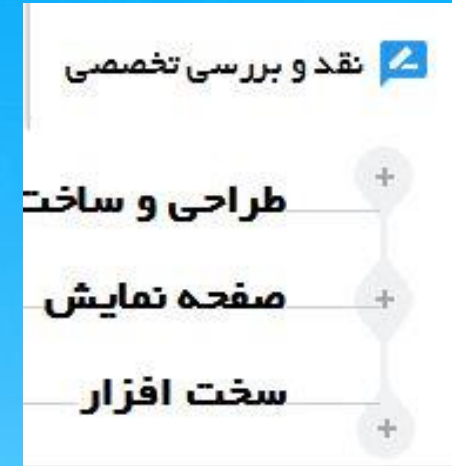 نقد و بررسی تخصصی
طراحی و ساخت
صفحه نمایش
سخت افزار